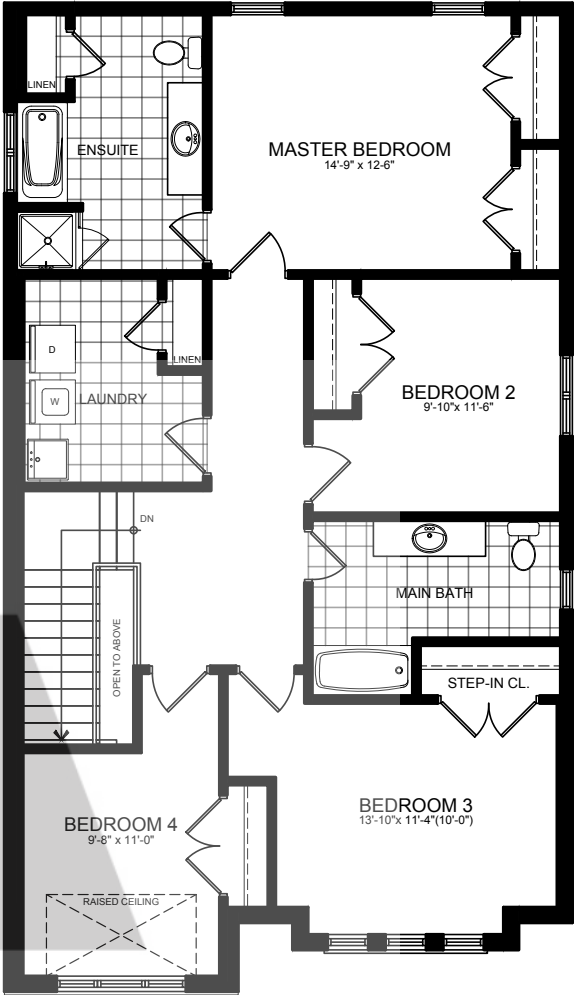 LINEN
ENSUITE
MASTER BEDROOM
14'-9" x 12-6"
D
LINEN
W
LAUNDRY
BEDROOM 2
9'-10"x 11'-6"
DN
MAIN BATH
OPEN TO ABOVE
STEP-IN CL.
BEDROOM 4
9'-8" x 11'-0"
BEDROOM 3
13'-10"x 11'-4"(10'-0")
RAISED CEILING